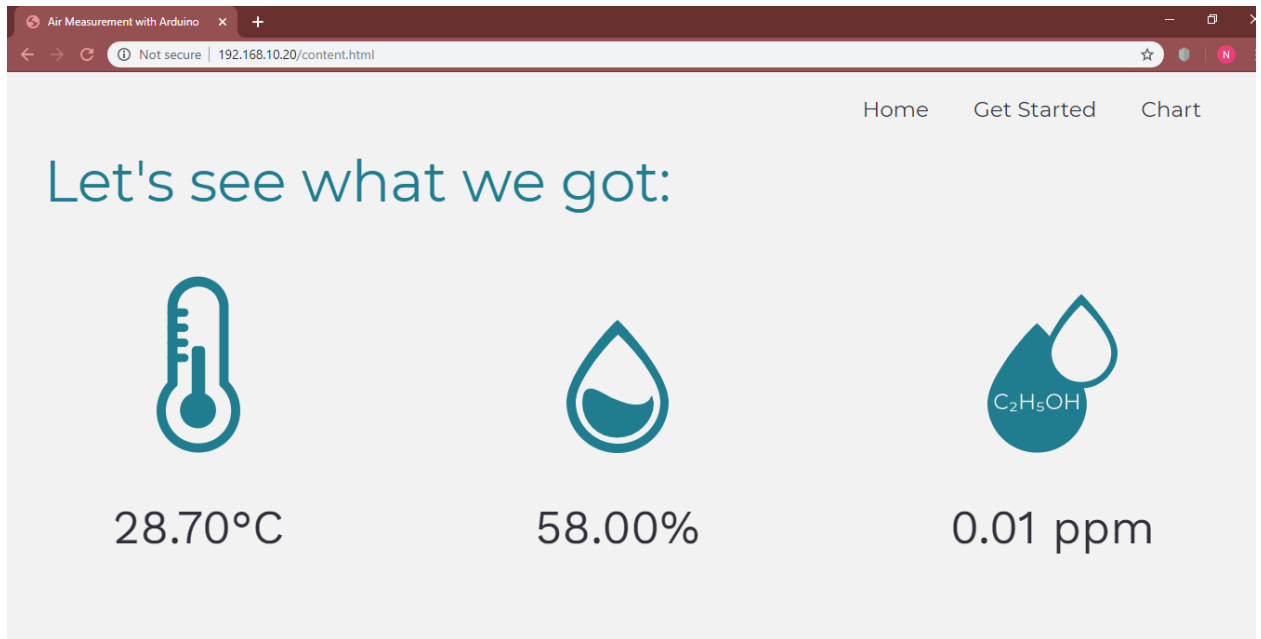 Air Measurement with Arduino
Not secure | 192.168.10.20/content.html
N
Home Get Started Chart
Let's see what we got:
C₂H₅OH
28.70°C 58.00% 0.01 ppm